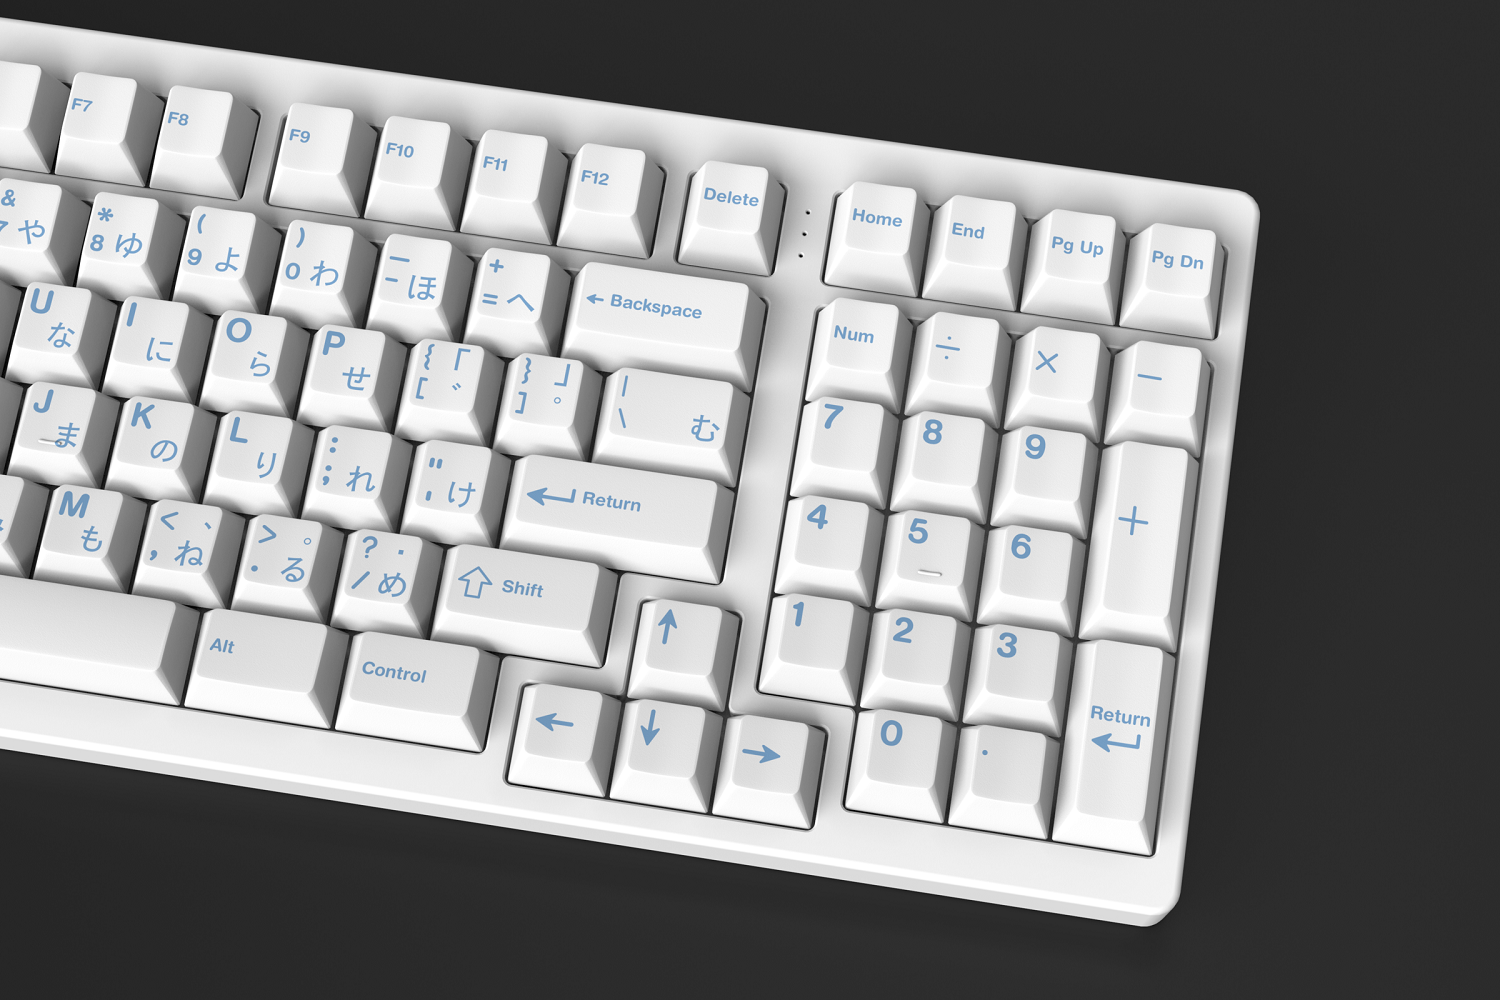 F7 F8 F9 F10 F11 F12 Delete Home End Pg Up Pg Dn
& * ( ) — + ← Backspace
7 や 8 ゆ 9 よ 0 わ - ほ = へ
Num ÷ × −
U I O P { 「 } 」 |
な に ら せ [ ゛ ] ゜ \ む
7 8 9 +
J K L : " ← Return
ま の り ; れ ' け
4 5 6
M < 、 > 。 ? ・ ⇧ Shift
も , ね . る / め
↑ 1 2 3
Alt Control
← ↓ → 0 . Return ←